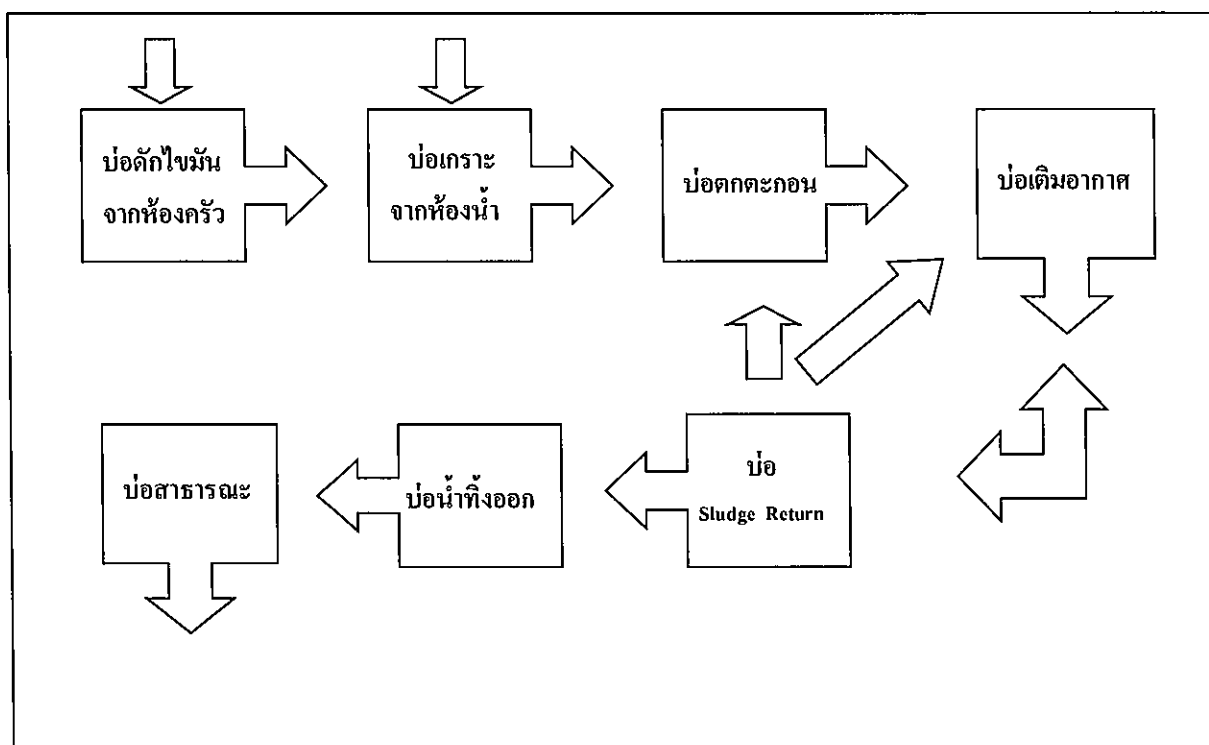 บ่อดักไขมัน
จากห้องครัว
บ่อเกราะ
จากห้องน้ำ
บ่อตกตะกอน
บ่อเติมอากาศ
บ่อสาธารณะ
บ่อน้ำทิ้งออก
บ่อ
Sludge Return